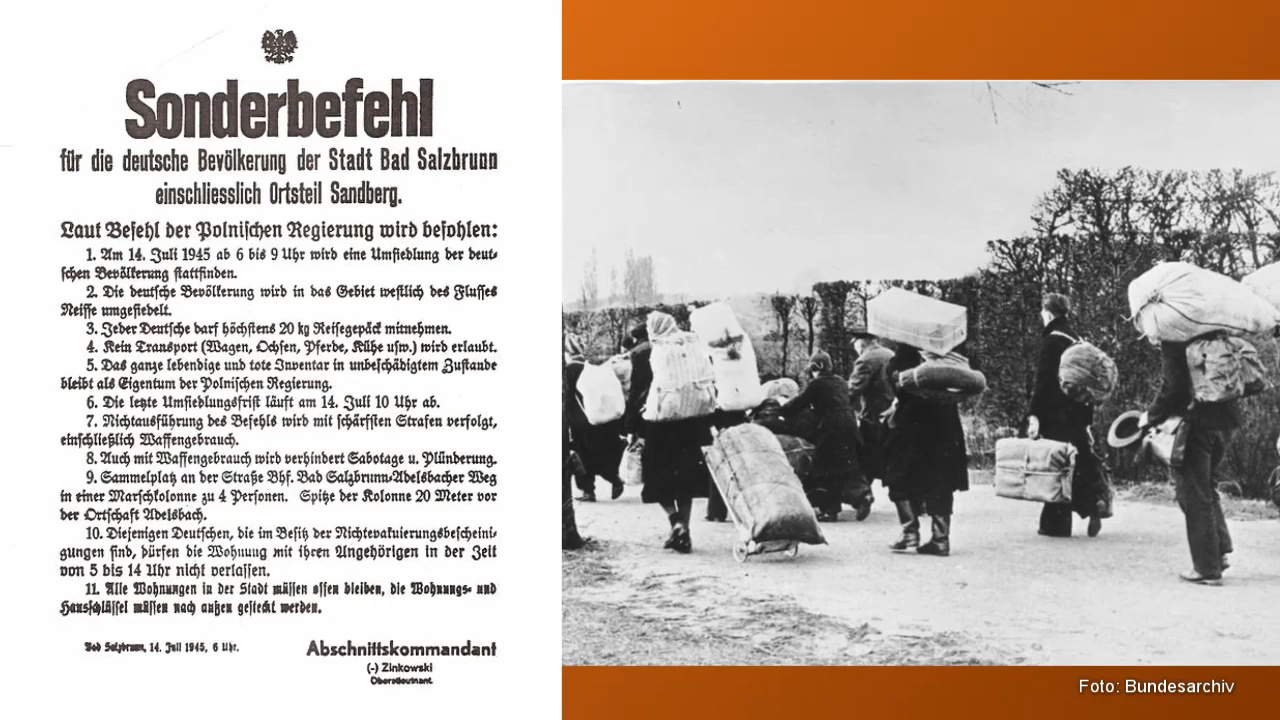 Sonderbefehl
für die deutsche Bevölkerung der Stadt Bad Salzbrunn
einschliesslich Ortsteil Sandberg.
Laut Befehl der Polnischen Regierung wird befohlen:
1. Am 14. Juli 1945 ab 6 bis 9 Uhr wird eine Umsiedlung der deut-
schen Bevölkerung stattfinden.
2. Die deutsche Bevölkerung wird in das Gebiet westlich des Flusses
Neisse umgesiedelt.
3. Jeder Deutsche darf höchstens 20 kg Reisegepäck mitnehmen.
4. Kein Transport (Wagen, Ochsen, Pferde, Kühe usw.) wird erlaubt.
5. Das ganze lebendige und tote Inventar in unbeschädigtem Zustande
bleibt als Eigentum der Polnischen Regierung.
6. Die letzte Umsiedlungsfrist läuft am 14. Juli 10 Uhr ab.
7. Nichtausführung des Befehls wird mit schärfsten Strafen verfolgt,
einschließlich Waffengebrauch.
8. Auch mit Waffengebrauch wird verhindert Sabotage u. Plünderung.
9. Sammelplatz an der Straße Bhf. Bad Salzbrunn-Adelsbacher Weg
in einer Marschkolonne zu 4 Personen. Spitze der Kolonne 20 Meter vor
der Ortschaft Adelsbach.
10. Diejenigen Deutschen, die im Besitz der Nichtevakuierungsbescheini-
gungen sind, dürfen die Wohnung mit ihren Angehörigen in der Zeit
von 5 bis 14 Uhr nicht verlassen.
11. Alle Wohnungen in der Stadt müssen offen bleiben, die Wohnungs- und
Hausschlüssel müssen nach außen gesteckt werden.
Bad Salzbrunn, 14. Juli 1945, 6 Uhr.
Abschnittskommandant
(-) Zinkowski
Oberstleutnant.
Foto: Bundesarchiv